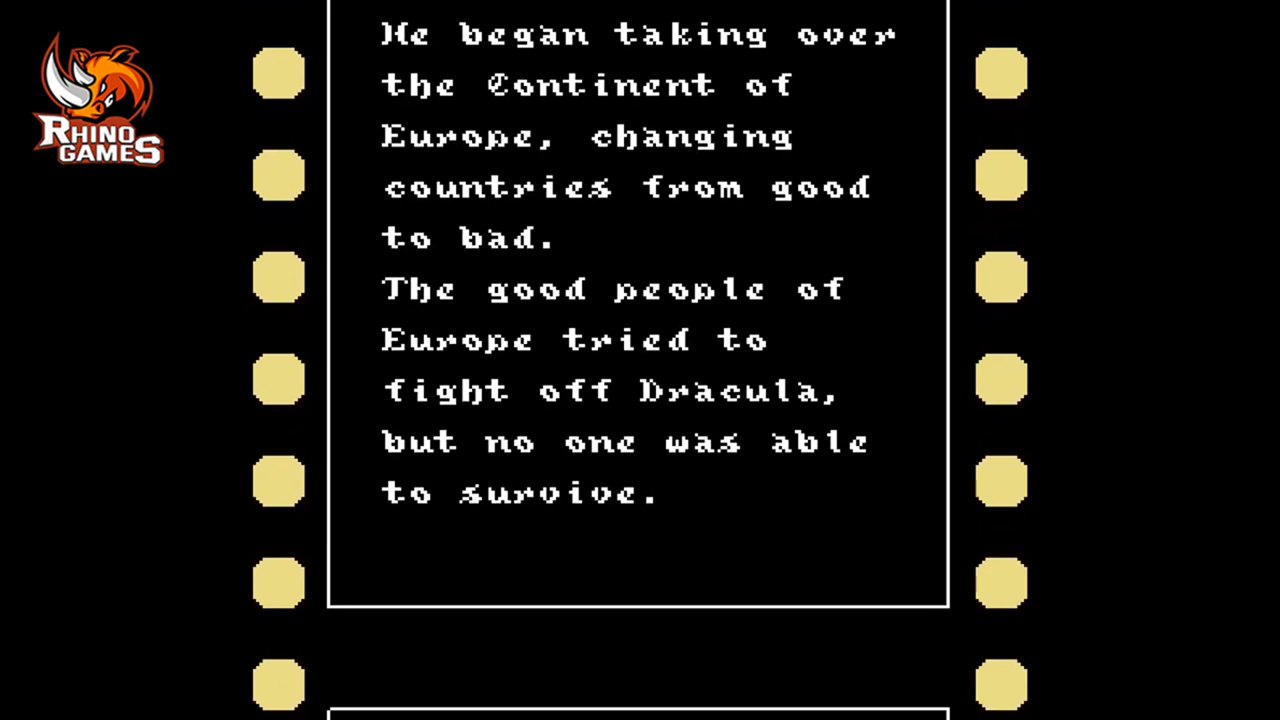 RHINO
GAMES
He began taking over
the Continent of
Europe, changing
countries from good
to bad.
The good people of
Europe tried to
fight off Dracula,
but no one was able
to survive.